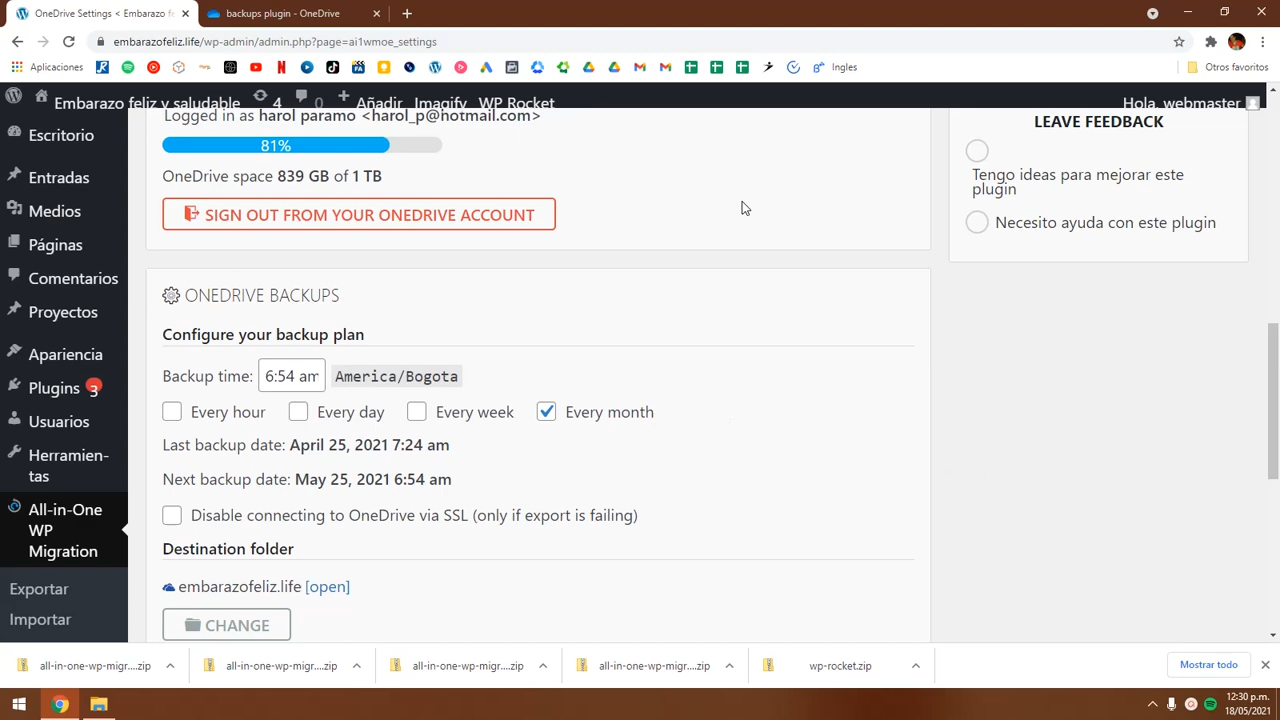 OneDrive Settings < Embarazo fe
backups plugin - OneDrive
embarazofeliz.life/wp-admin/admin.php?page=ai1wmoe_settings
Aplicaciones
Ingles
Otros favoritos
Embarazo feliz y saludable
4
0
Añadir
Imagify
WP Rocket
Hola, webmaster
Escritorio
Entradas
Medios
Páginas
Comentarios
Proyectos
Apariencia
Plugins 3
Usuarios
Herramien-
tas
All-in-One
WP
Migration
Exportar
Importar
Logged in as harol paramo <harol_p@hotmail.com>
81%
OneDrive space 839 GB of 1 TB
SIGN OUT FROM YOUR ONEDRIVE ACCOUNT
ONEDRIVE BACKUPS
Configure your backup plan
Backup time: 6:54 am America/Bogota
Every hour Every day Every week Every month
Last backup date: April 25, 2021 7:24 am
Next backup date: May 25, 2021 6:54 am
Disable connecting to OneDrive via SSL (only if export is failing)
Destination folder
embarazofeliz.life [open]
CHANGE
LEAVE FEEDBACK
Tengo ideas para mejorar este
plugin
Necesito ayuda con este plugin
all-in-one-wp-migr....zip
all-in-one-wp-migr....zip
all-in-one-wp-migr....zip
all-in-one-wp-migr....zip
wp-rocket.zip
Mostrar todo
12:30 p.m.
18/05/2021